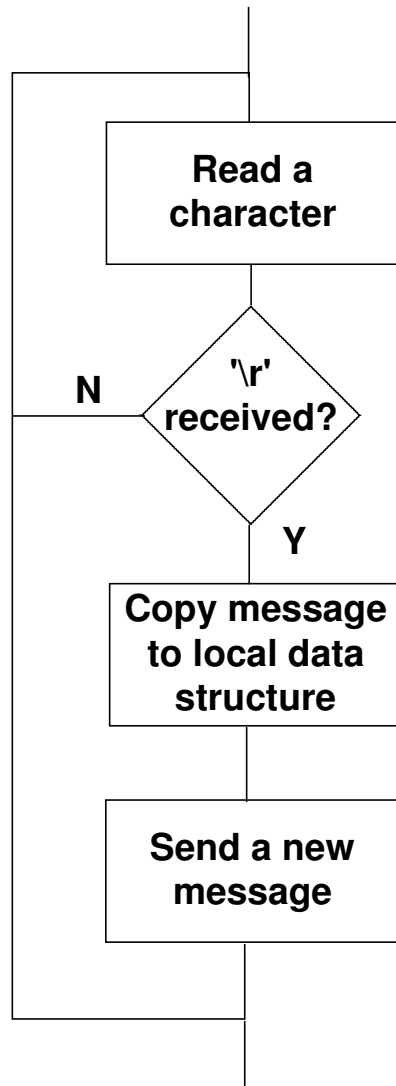 Read a
character
'\r'
received?
N
Y
Copy message
to local data
structure
Send a new
message